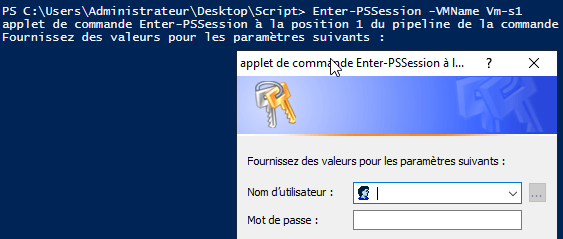 PS C:\Users\Administrateur\Desktop\Script> Enter-PSSession -VMName Vm-s1
applet de commande Enter-PSSession à la position 1 du pipeline de la commande
Fournissez des valeurs pour les paramètres suivants :
applet de commande Enter-PSSession à l... ? ×
Fournissez des valeurs pour les paramètres suivants :
Nom d'utilisateur :
...
Mot de passe :